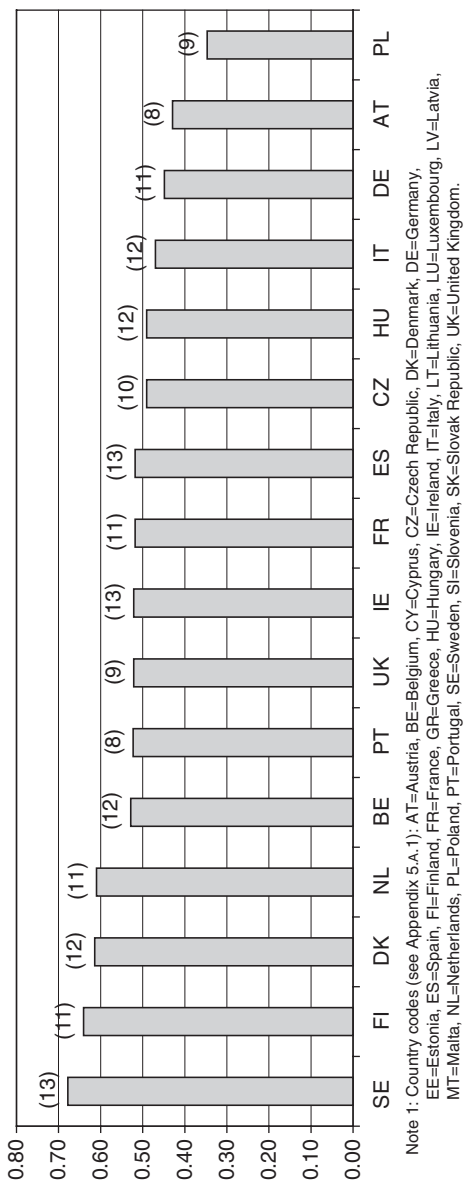 0.80
0.70
0.60
0.50
0.40
0.30
0.20
0.10
0.00
(13)
(11)
(12)
(11)
(12)
(8)
(9)
(13)
(11)
(13)
(10)
(12)
(12)
(11)
(8)
(9)
SE
FI
DK
NL
BE
PT
UK
IE
FR
ES
CZ
HU
IT
DE
AT
PL
Note 1: Country codes (see Appendix 5.A.1): AT=Austria, BE=Belgium, CY=Cyprus, CZ=Czech Republic, DK=Denmark, DE=Germany,
EE=Estonia, ES=Spain, FI=Finland, FR=France, GR=Greece, HU=Hungary, IE=Ireland, IT=Italy, LT=Lithuania, LU=Luxembourg, LV=Latvia,
MT=Malta, NL=Netherlands, PL=Poland, PT=Portugal, SE=Sweden, SI=Slovenia, SK=Slovak Republic, UK=United Kingdom.